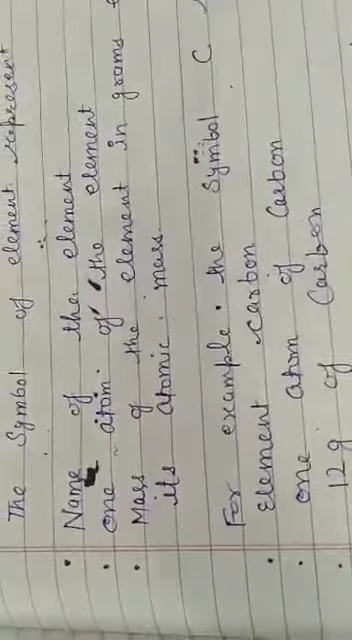 The Symbol of element represent
• Name of the element
• one atom of the element
• Mass of the element in grams
its atomic mass.
For example. the Symbol C
• Element carbon
• one atom of Carbon
• 12g of Carbon